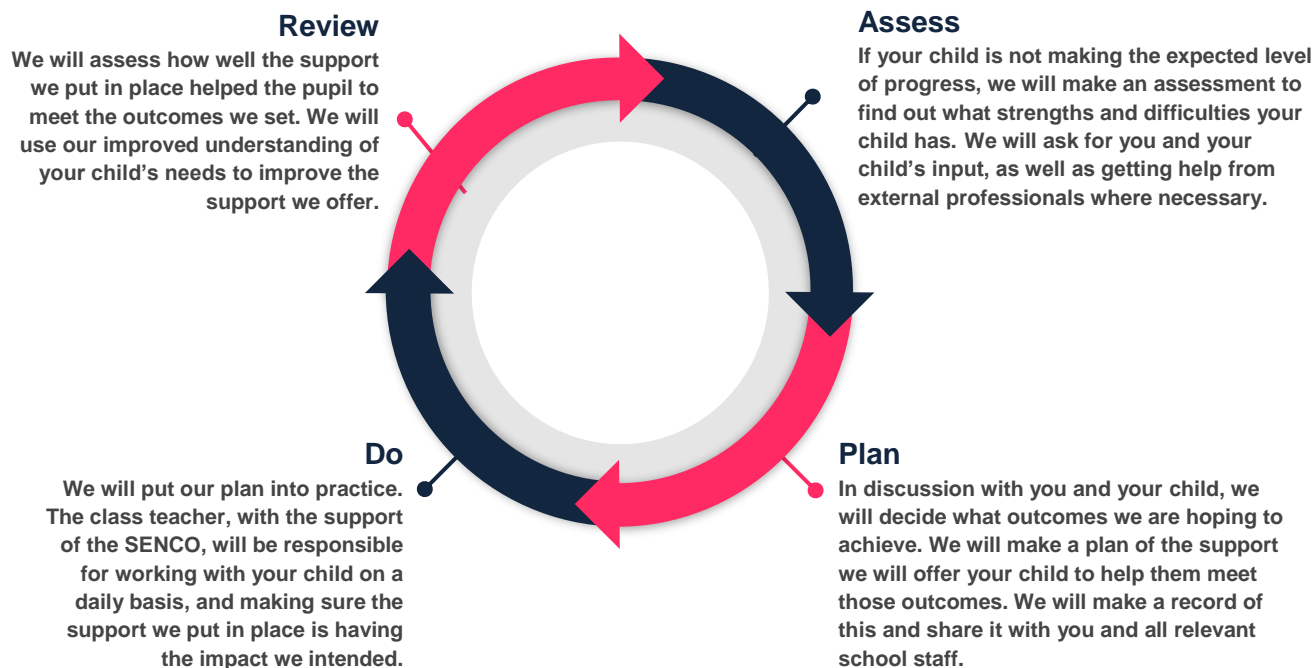 Review
We will assess how well the support
we put in place helped the pupil to
meet the outcomes we set. We will
use our improved understanding of
your child’s needs to improve the
support we offer.
Assess
If your child is not making the expected level
of progress, we will make an assessment to
find out what strengths and difficulties your
child has. We will ask for you and your
child’s input, as well as getting help from
external professionals where necessary.
Do
We will put our plan into practice.
The class teacher, with the support
of the SENCO, will be responsible
for working with your child on a
daily basis, and making sure the
support we put in place is having
the impact we intended.
Plan
In discussion with you and your child, we
will decide what outcomes we are hoping to
achieve. We will make a plan of the support
we will offer your child to help them meet
those outcomes. We will make a record of
this and share it with you and all relevant
school staff.